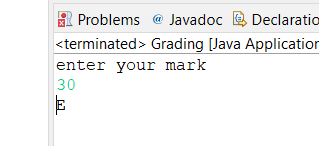 Problems @ Javadoc Declaratio
<terminated> Grading [Java Application
enter your mark
30
E